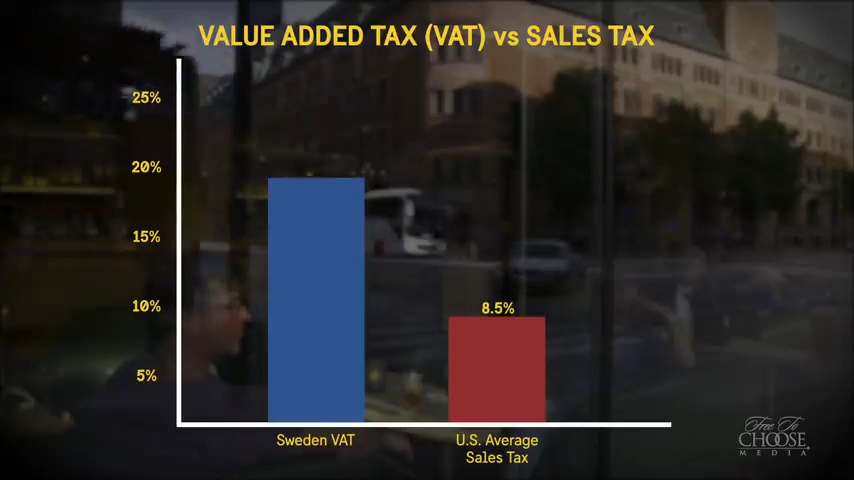 VALUE ADDED TAX (VAT) vs SALES TAX
25%
20%
15%
10%
5%
8.5%
Sweden VAT
U.S. Average
Sales Tax
Free To
CHOOSE
MEDIA